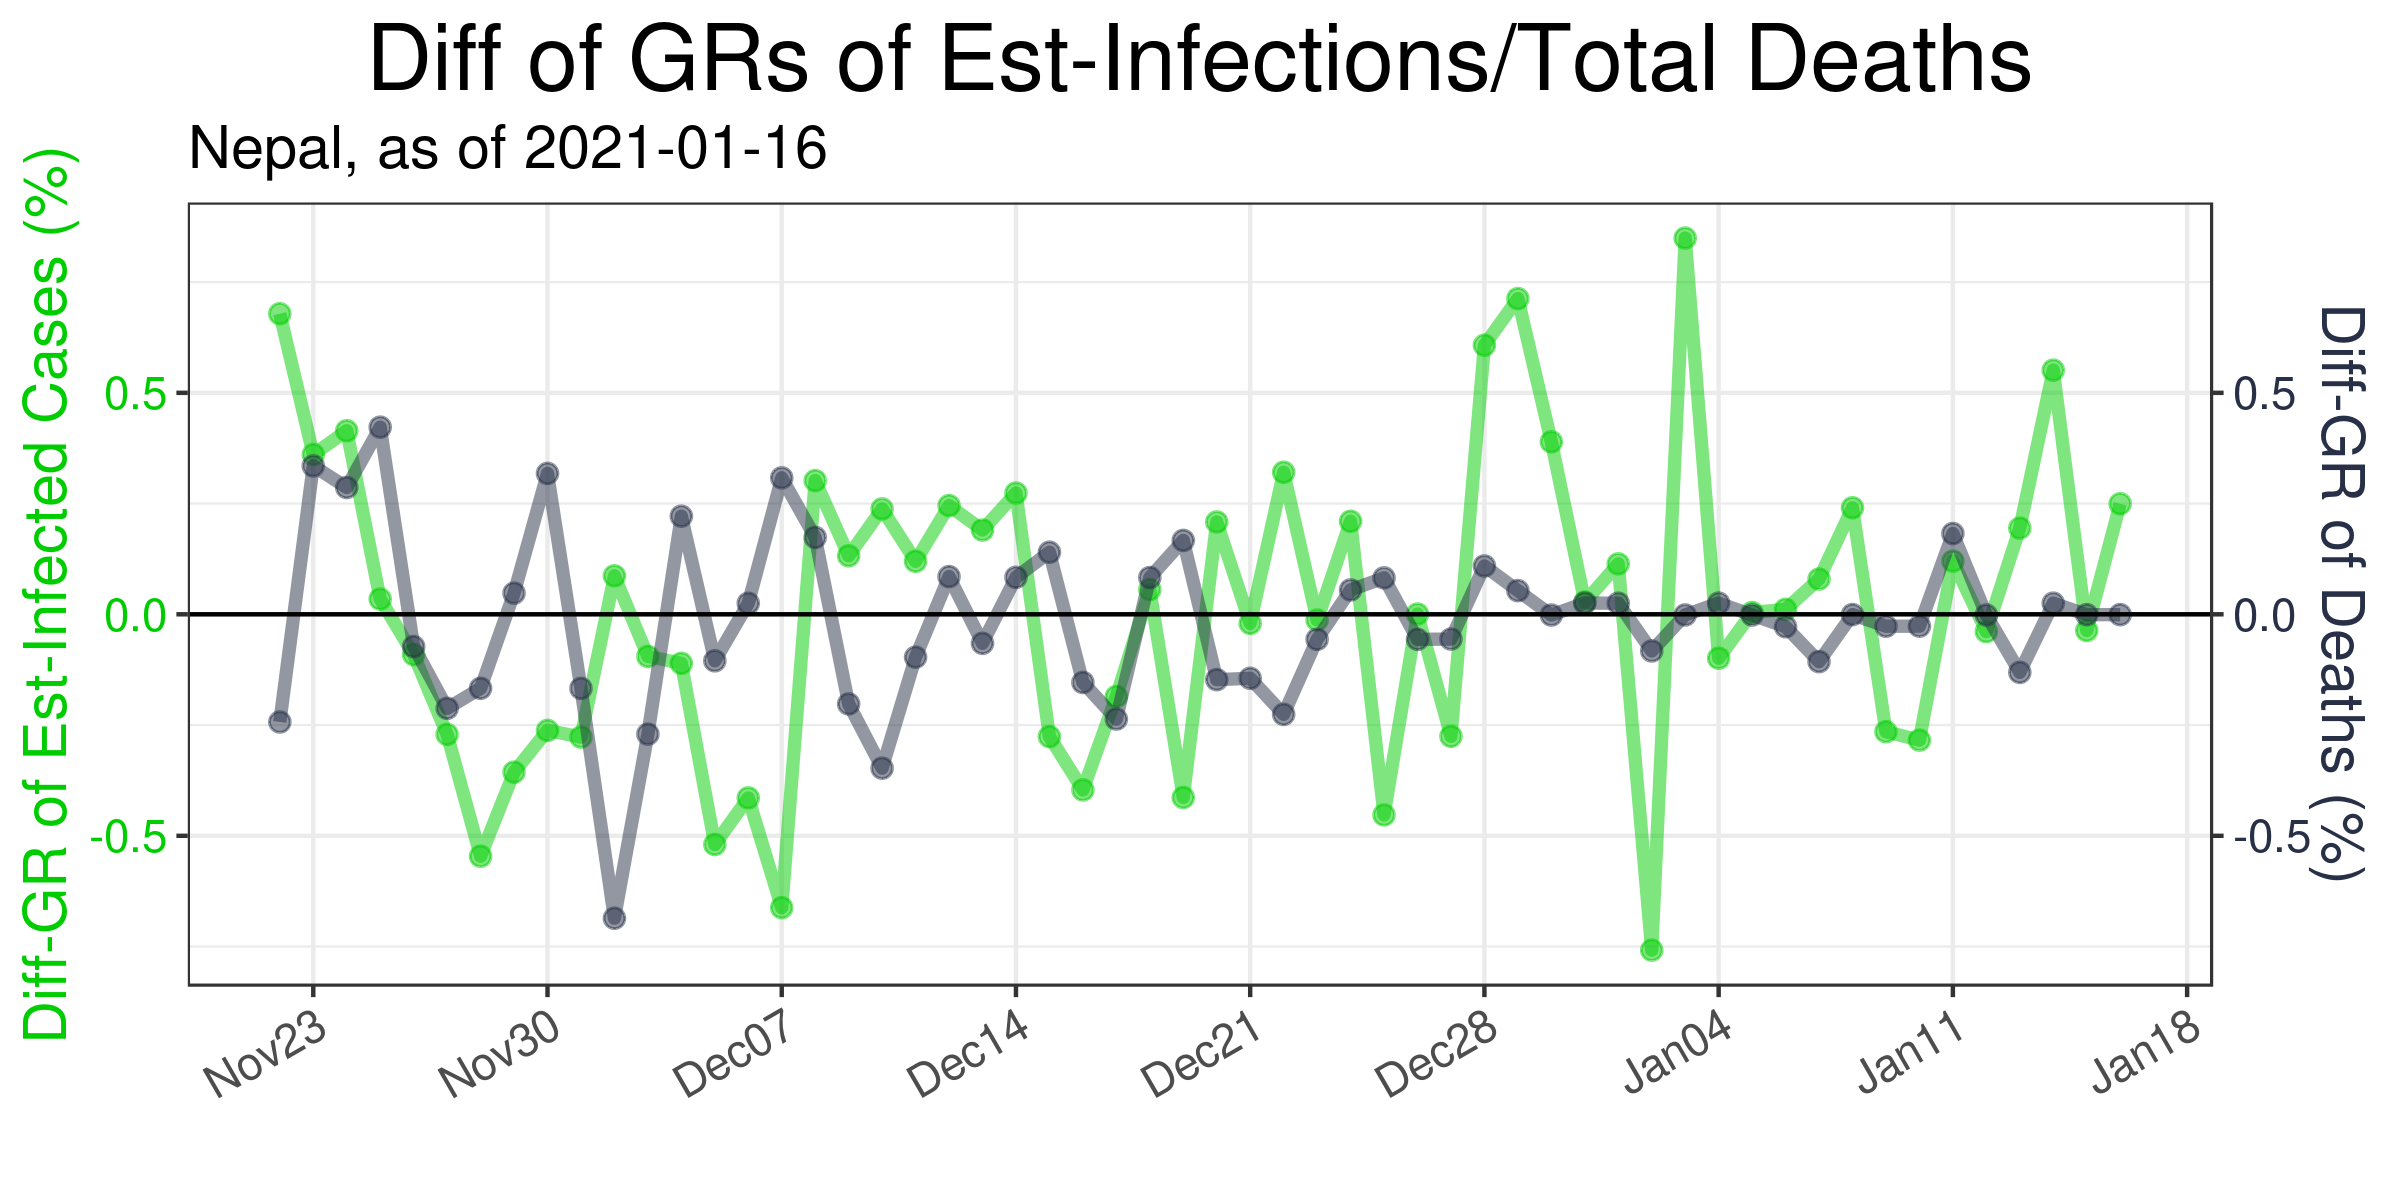 Diff of GRs of Est-Infections/Total Deaths
Nepal, as of 2021-01-16
Diff-GR of Est-Infected Cases (%)
0.5
0.0
-0.5
0.5
0.0
-0.5
Diff-GR of Deaths (%)
Nov23
Nov30
Dec07
Dec14
Dec21
Dec28
Jan04
Jan11
Jan18